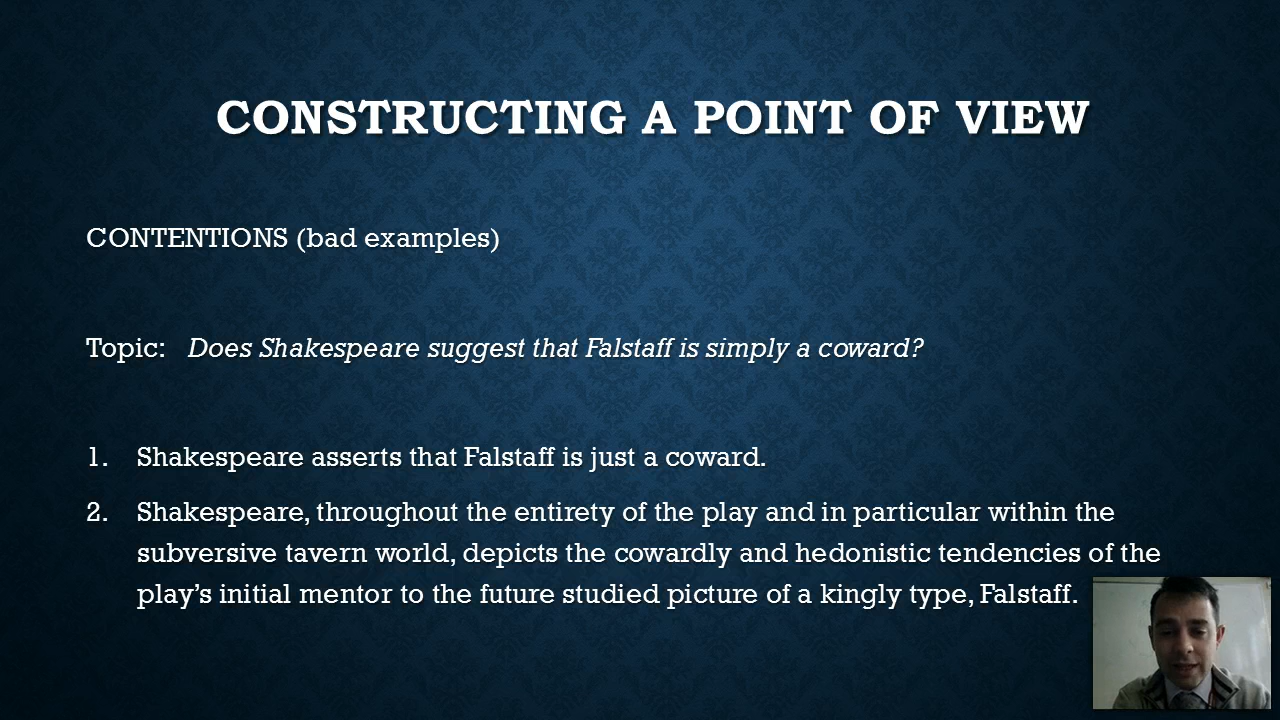 CONSTRUCTING A POINT OF VIEW
CONTENTIONS (bad examples)
Topic: Does Shakespeare suggest that Falstaff is simply a coward?
1. Shakespeare asserts that Falstaff is just a coward.
2. Shakespeare, throughout the entirety of the play and in particular within the
subversive tavern world, depicts the cowardly and hedonistic tendencies of the
play’s initial mentor to the future studied picture of a kingly type, Falstaff.